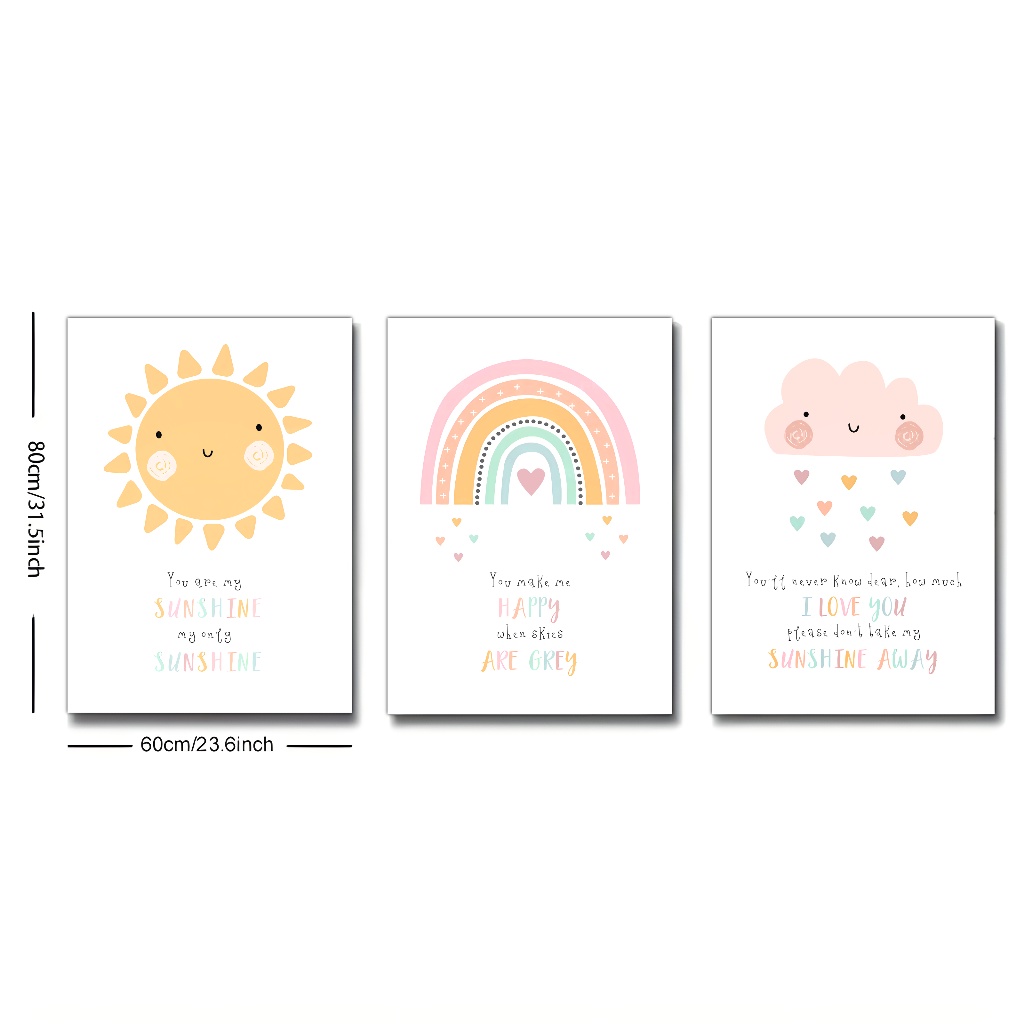 80cm/31.5inch
You are my
SUNSHINE
my only
SUNSHINE
You make me
HAPPY
when skies
ARE GREY
You'll never know dear, how much
I LOVE YOU
please don't take my
SUNSHINE AWAY
60cm/23.6inch